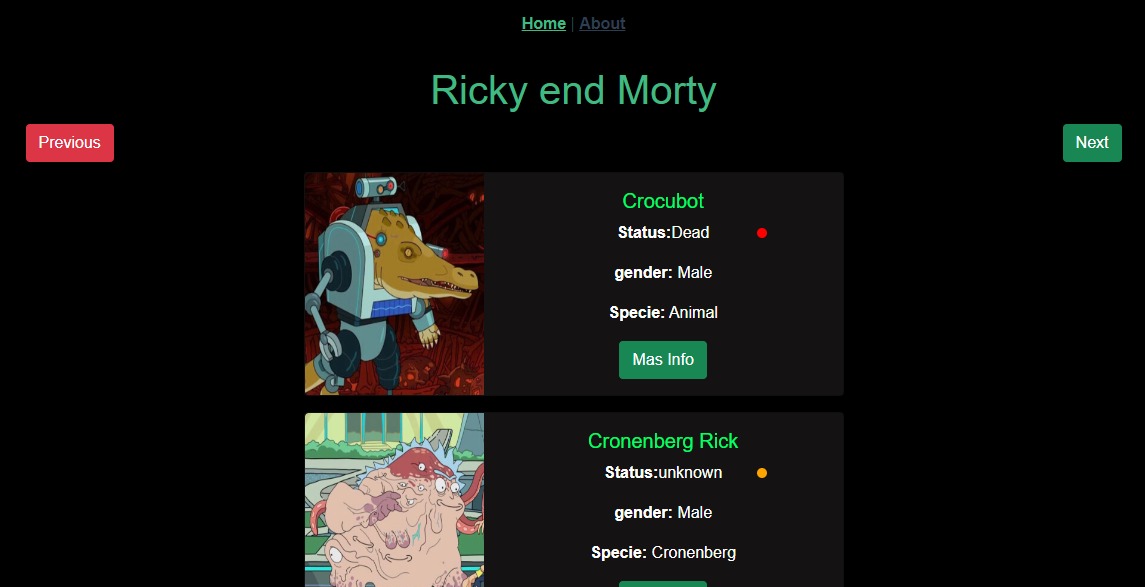 Home | About
Ricky end Morty
Previous
Next
Crocubot
Status:Dead
gender: Male
Specie: Animal
Mas Info
Cronenberg Rick
Status:unknown
gender: Male
Specie: Cronenberg